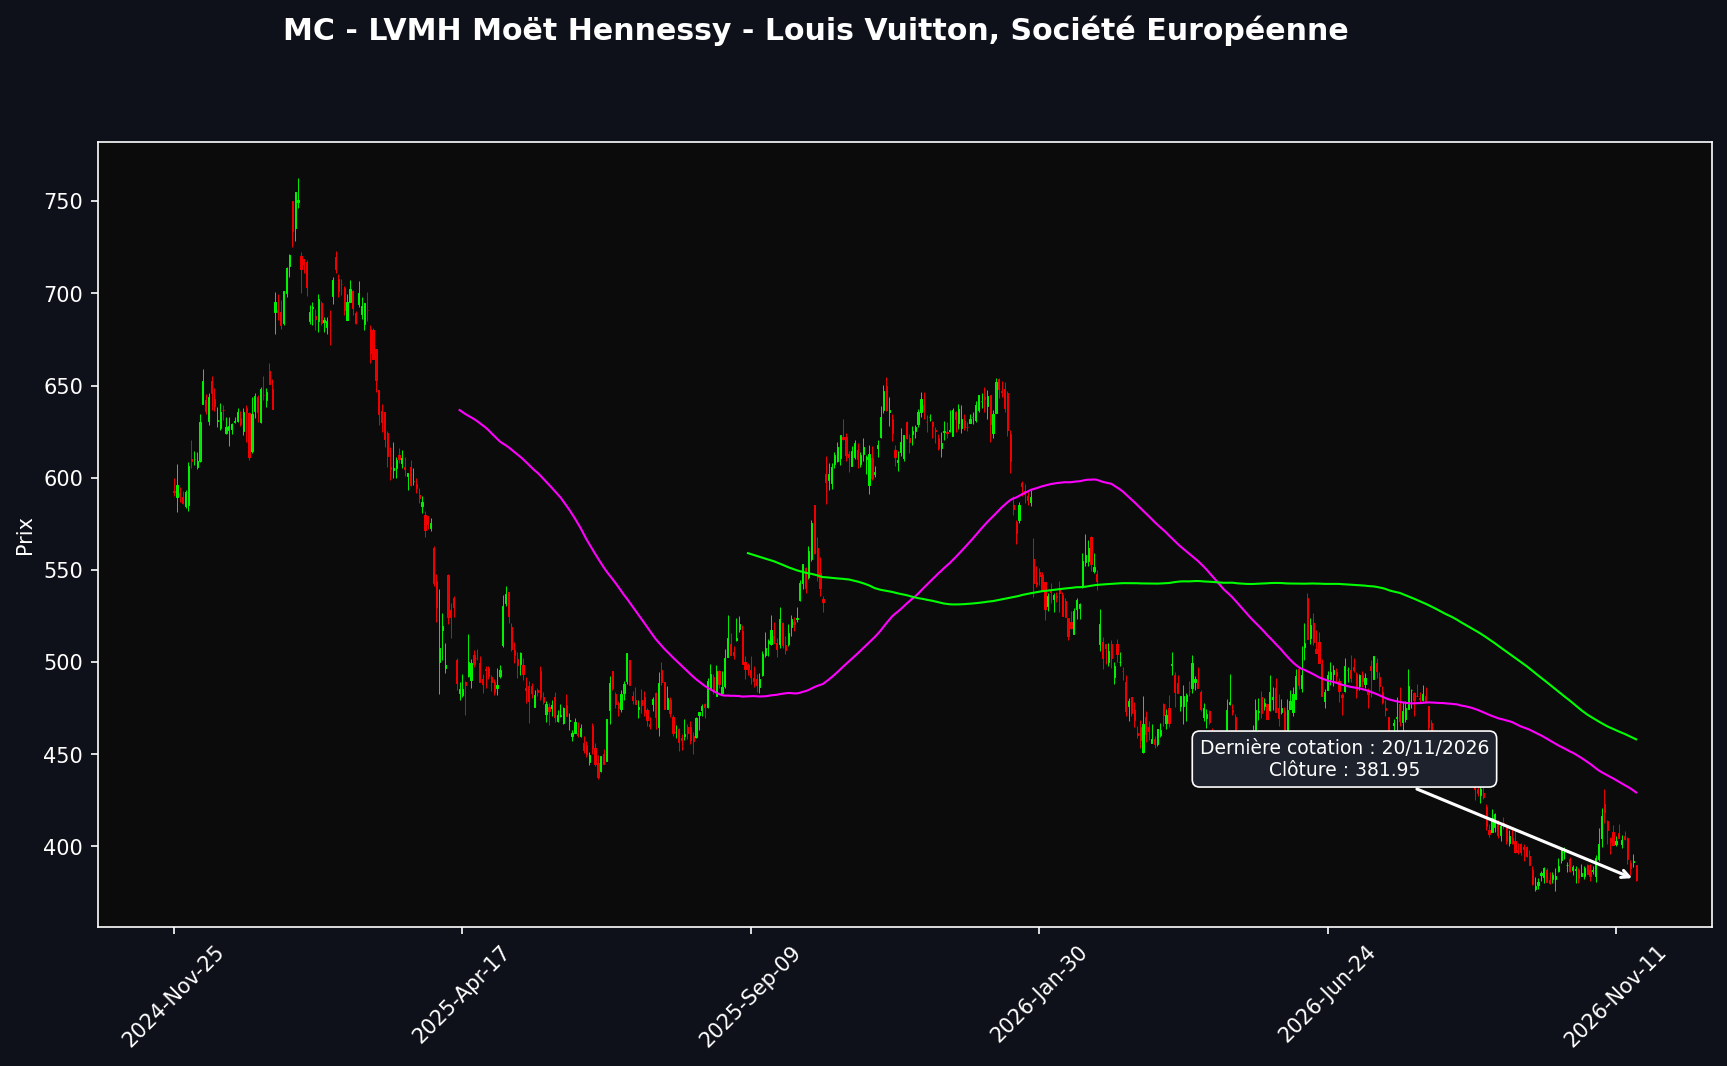 MC - LVMH Moët Hennessy - Louis Vuitton, Société Européenne
Prix
750
700
650
600
550
500
450
400
Dernière cotation : 20/11/2026
Clôture : 381.95
2024-Nov-25
2025-Apr-17
2025-Sep-09
2026-Jan-30
2026-Jun-24
2026-Nov-11